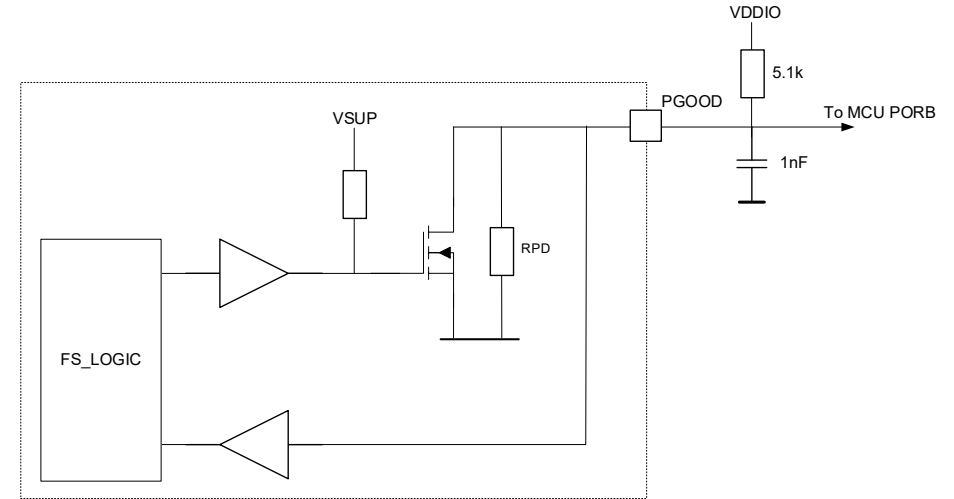 VDDIO
5.1k
PGOOD
To MCU PORB
VSUP
1nF
RPD
FS_LOGIC